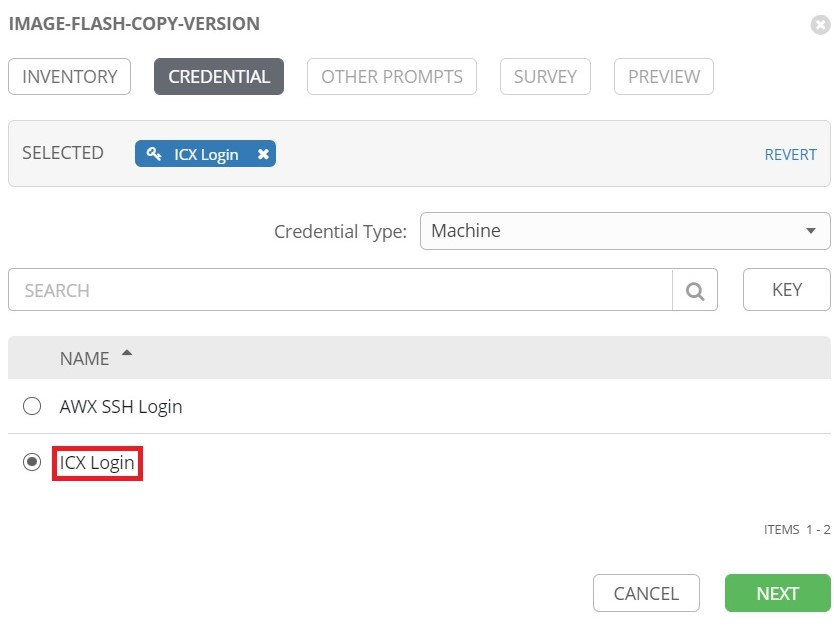 IMAGE-FLASH-COPY-VERSION
INVENTORY CREDENTIAL OTHER PROMPTS SURVEY PREVIEW
SELECTED ICX Login REVERT
Credential Type: Machine
SEARCH KEY
NAME
AWX SSH Login
ICX Login
ITEMS 1 - 2
CANCEL NEXT